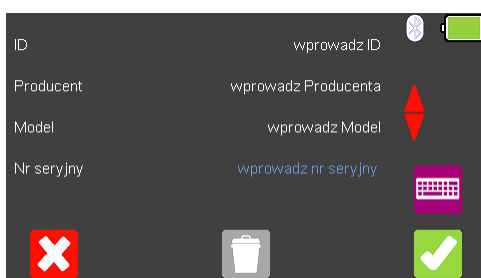 ID wprowadz ID
Producent wprowadz Producenta
Model wprowadz Model
Nr seryjny wprowadz nr seryjny